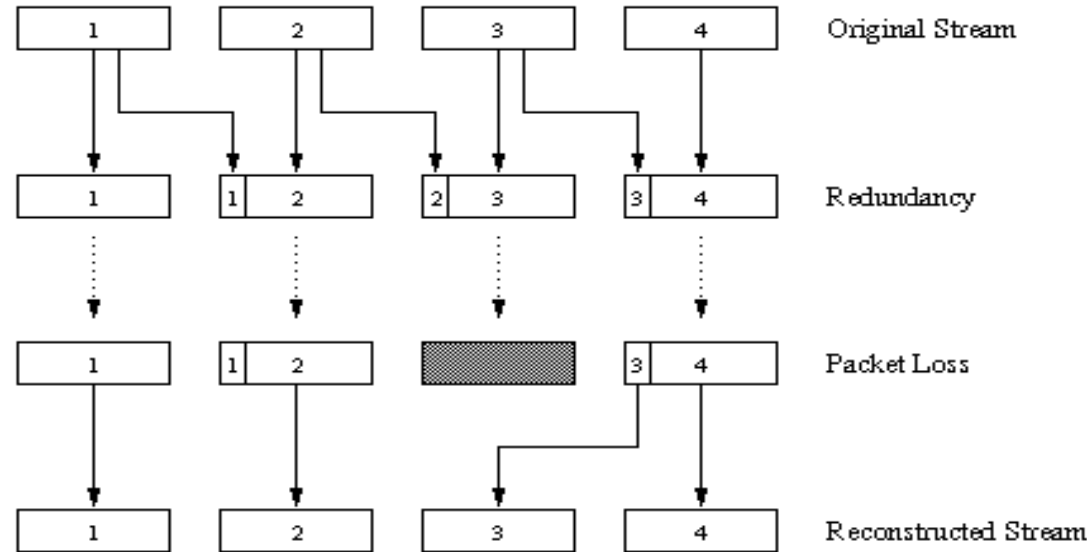 1 2 3 4 Original Stream
1 1 2 2 3 3 4 Redundancy
1 1 2 3 4 Packet Loss
1 2 3 4 Reconstructed Stream